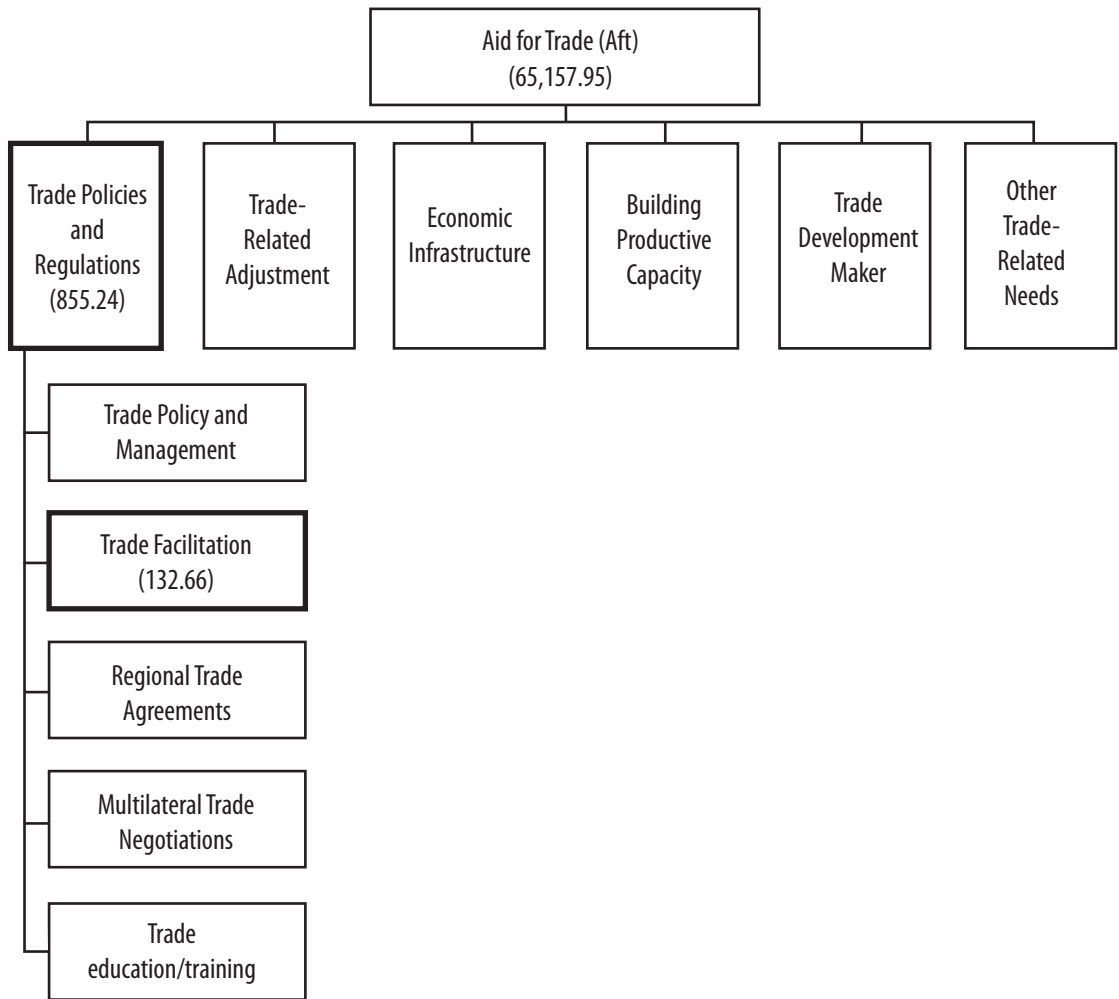 Aid for Trade (Aft)
(65,157.95)
Trade Policies
and
Regulations
(855.24)
Trade-
Related
Adjustment
Economic
Infrastructure
Building
Productive
Capacity
Trade
Development
Maker
Other
Trade-
Related
Needs
Trade Policy and
Management
Trade Facilitation
(132.66)
Regional Trade
Agreements
Multilateral Trade
Negotiations
Trade
education/training